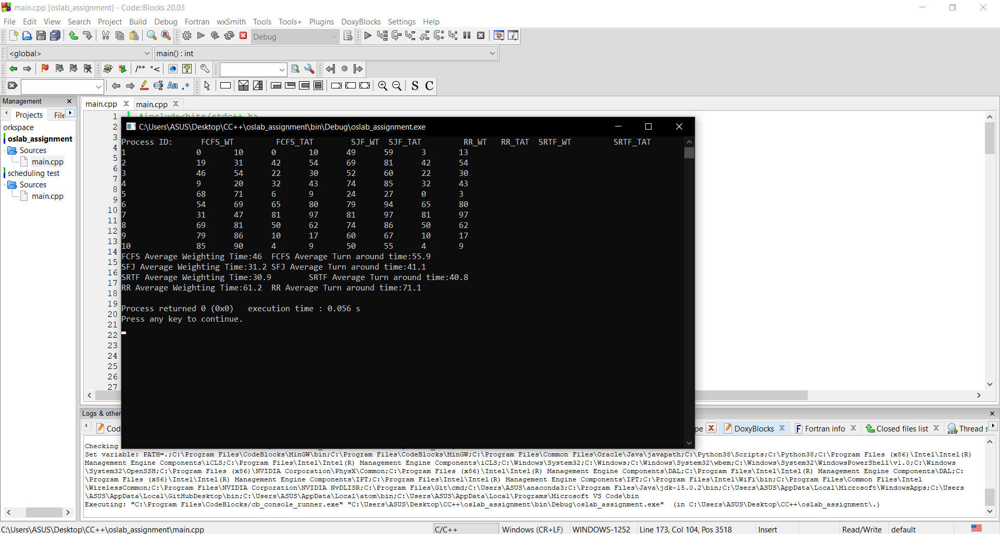 main.cpp [oslab_assignment] - Code::Blocks 20.03
File Edit View Search Project Build Debug Fortran wxSmith Tools Tools+ Plugins DoxyBlocks Settings Help
Debug
<global> main() : int
/** *<
Aa .* S C
Management
main.cpp main.cpp
Projects File
orkspace
oslab_assignment
Sources
main.cpp
scheduling test
Sources
main.cpp
1 #include<bits/stdc++.h>
2
3
4
5
6
7
8
9
10
11
12
13
14
15
16
17
18
19
20
21
22
23
24
25
26
27
C:\Users\ASUS\Desktop\CC++\oslab_assignment\bin\Debug\oslab_assignment.exe
Process ID: FCFS_WT FCFS_TAT SJF_WT SJF_TAT RR_WT RR_TAT SRTF_WT SRTF_TAT
1 0 10 0 10 49 59 3 13
2 19 31 42 54 69 81 42 54
3 46 54 22 30 52 60 22 30
4 9 20 32 43 74 85 32 43
5 68 71 6 9 24 27 0 3
6 54 69 65 80 79 94 65 80
7 31 47 81 97 81 97 81 97
8 69 81 50 62 74 86 50 62
9 79 86 10 17 60 67 10 17
10 85 90 4 9 50 55 4 9
FCFS Average Weighting Time:46 FCFS Average Turn around time:55.9
SFJ Average Weighting Time:31.2 SFJ Average Turn around time:41.1
SRTF Average Weighting Time:30.9 SRTF Average Turn around time:40.8
RR Average Weighting Time:61.2 RR Average Turn around time:71.1
Process returned 0 (0x0) execution time : 0.056 s
Press any key to continue.
Logs & other
Cod pe DoxyBlocks Fortran info Closed files list Thread s
Checking
Set variable: PATH=.;C:\Program Files\CodeBlocks\MinGW\bin;C:\Program Files\CodeBlocks\MinGW;C:\Program Files\Common Files\Oracle\Java\javapath;C:\Python38\Scripts;C:\Python38;C:\Program Files (x86)\Intel\Intel(R)
Management Engine Components\iCLS;C:\Program Files\Intel\Intel(R) Management Engine Components\iCLS;C:\Windows\System32;C:\Windows;C:\Windows\System32\wbem;C:\Windows\System32\WindowsPowerShell\v1.0;C:\Windows
\System32\OpenSSH;C:\Program Files (x86)\NVIDIA Corporation\PhysX\Common;C:\Program Files (x86)\Intel\Intel(R) Management Engine Components\DAL;C:\Program Files\Intel\Intel(R) Management Engine Components\DAL;C:
\Program Files (x86)\Intel\Intel(R) Management Engine Components\IPT;C:\Program Files\Intel\Intel(R) Management Engine Components\IPT;C:\Program Files\Intel\WiFi\bin;C:\Program Files\Common Files\Intel
\WirelessCommon;C:\Program Files\NVIDIA Corporation\NVIDIA NvDLISR;C:\Program Files\Git\cmd;C:\Users\ASUS\anaconda3;C:\Program Files\Java\jdk-15.0.2\bin;C:\Users\ASUS\AppData\Local\Microsoft\WindowsApps;C:\Users
\ASUS\AppData\Local\GitHubDesktop\bin;C:\Users\ASUS\AppData\Local\atom\bin;C:\Users\ASUS\AppData\Local\Programs\Microsoft VS Code\bin
Executing: "C:\Program Files\CodeBlocks/cb_console_runner.exe" "C:\Users\ASUS\Desktop\CC++\oslab_assignment\bin\Debug\oslab_assignment.exe" (in C:\Users\ASUS\Desktop\CC++\oslab_assignment\.)
C:\Users\ASUS\Desktop\CC++\oslab_assignment\main.cpp C/C++ Windows (CR+LF) WINDOWS-1252 Line 173, Col 104, Pos 3518 Insert Read/Write default